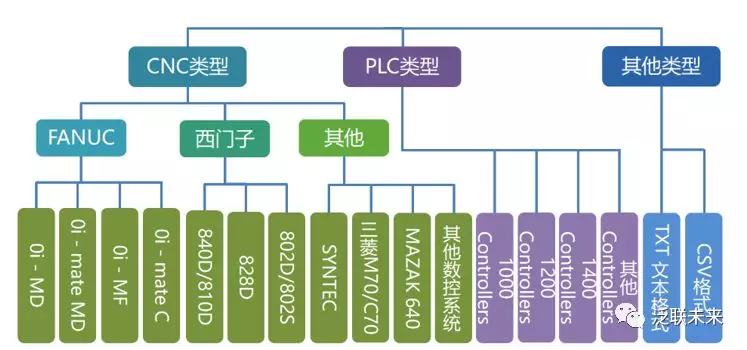 CNC类型
PLC类型
其他类型
FANUC
西门子
其他
0i - MD
0i - mate MD
0i - MF
0i - mate C
840D/810D
828D
802D/802S
SYNTEC
三菱M70/C70
MAZAK 640
其他数控系统
1000
Controllers
1200
Controllers
1400
Controllers
其他
Controllers
TXT 文本格式
CSV格式
泛联未来